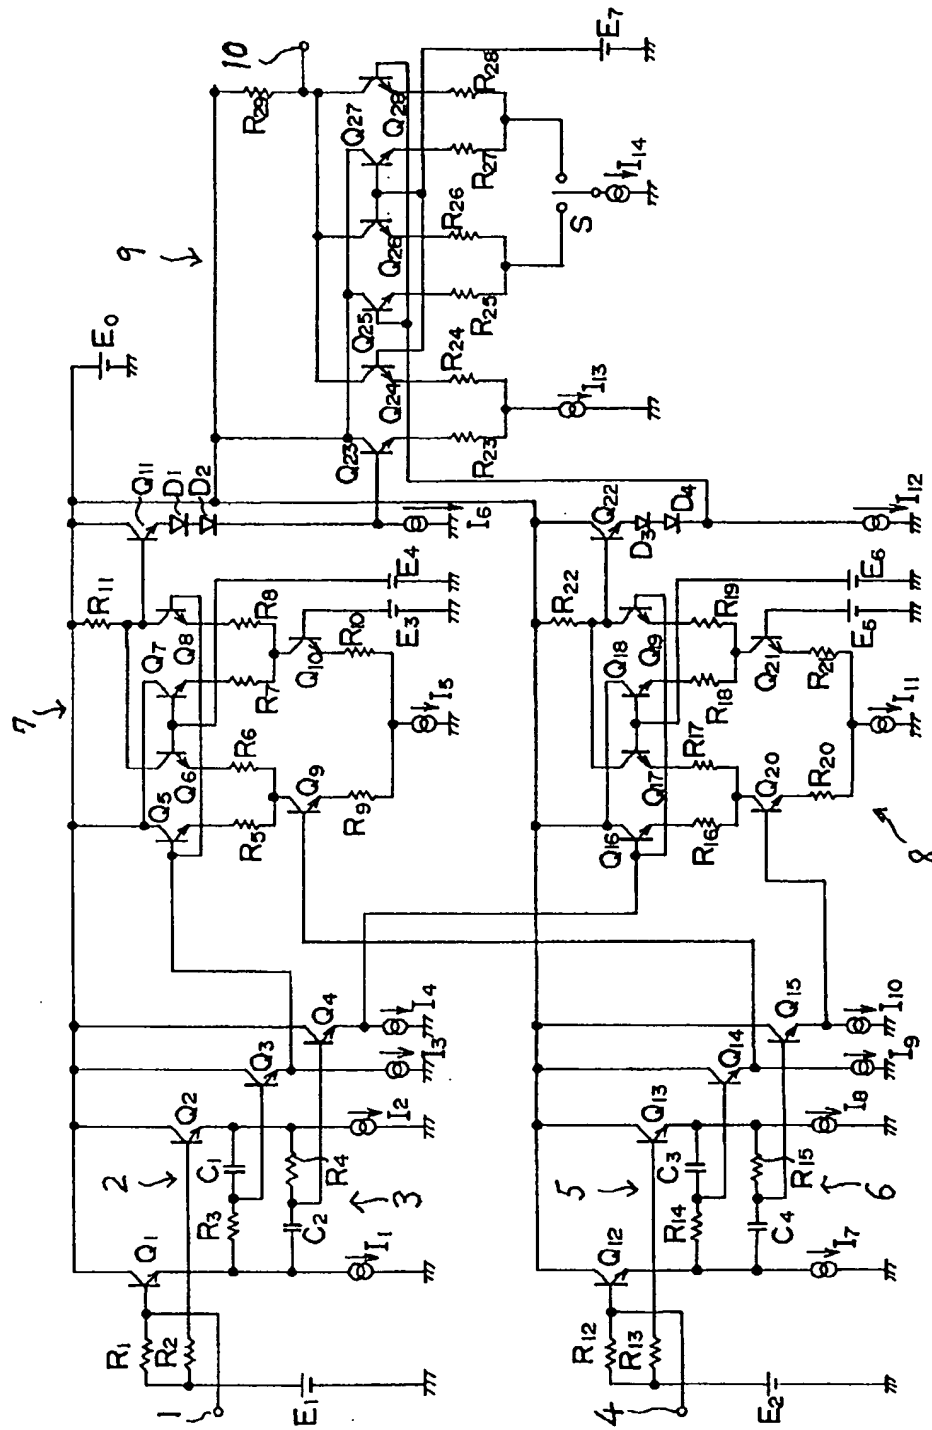 10
E7
R29
Q27
Q28
R28
R27
I14
9
Q26
R26
S
E0
Q25
R25
R24
Q24
I13
Q23
R23
Q11
D1
D2
I6
Q22
D3
D4
I12
R11
E4
E3
R22
E6
E5
7
Q7
Q8
R8
R10
Q10
R7
I5
Q18
Q19
R19
Q21
R21
R18
I11
Q5
Q6
R6
Q9
R5
R9
Q16
Q17
R17
Q20
R16
R20
8
Q4
I4
Q3
I3
Q2
I2
2
C1
R4
3
R3
C2
Q1
I1
R1
R2
1
E1
Q15
I10
Q14
I9
Q13
I8
5
C3
R15
6
R14
C4
Q12
I7
R12
R13
4
E2